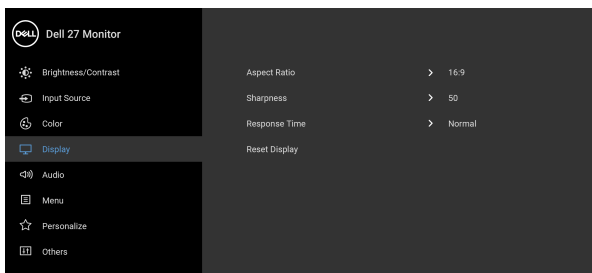 DELL Dell 27 Monitor
Brightness/Contrast
Input Source
Color
Display
Audio
Menu
Personalize
Others
Aspect Ratio > 16:9
Sharpness > 50
Response Time > Normal
Reset Display